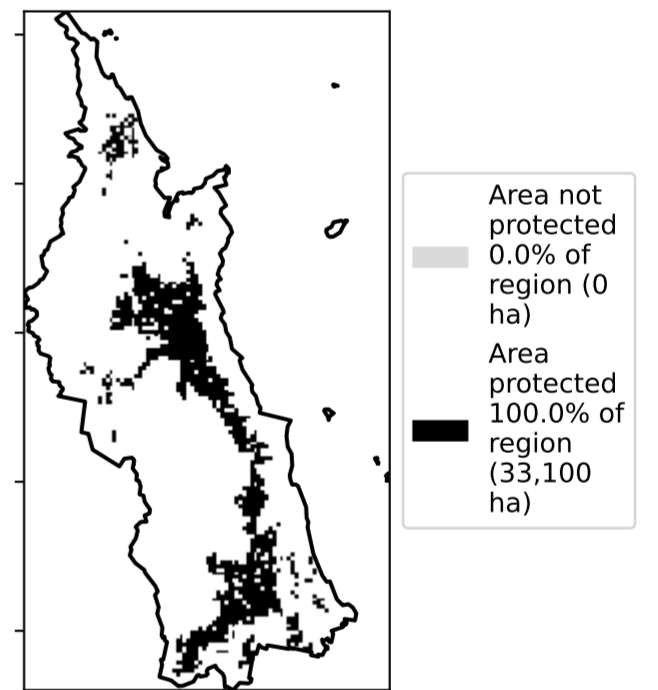 Area not
protected
0.0% of
region (0
ha)
Area
protected
100.0% of
region
(33,100
ha)